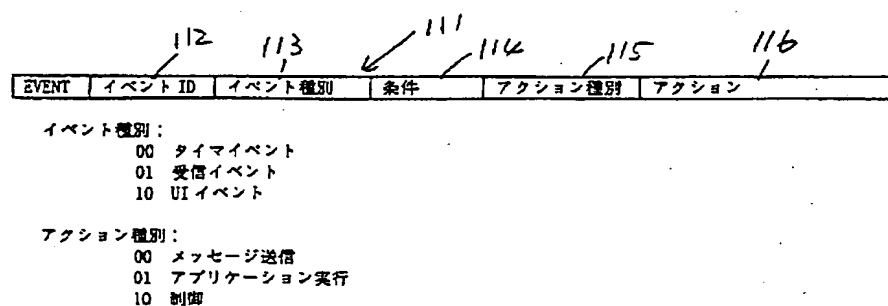 112 113 111 114 115 116
EVENT イベント ID イベント種別 条件 アクション種別 アクション
イベント種別:
00 タイマイベント
01 受信イベント
10 UI イベント
アクション種別:
00 メッセージ送信
01 アプリケーション実行
10 制御